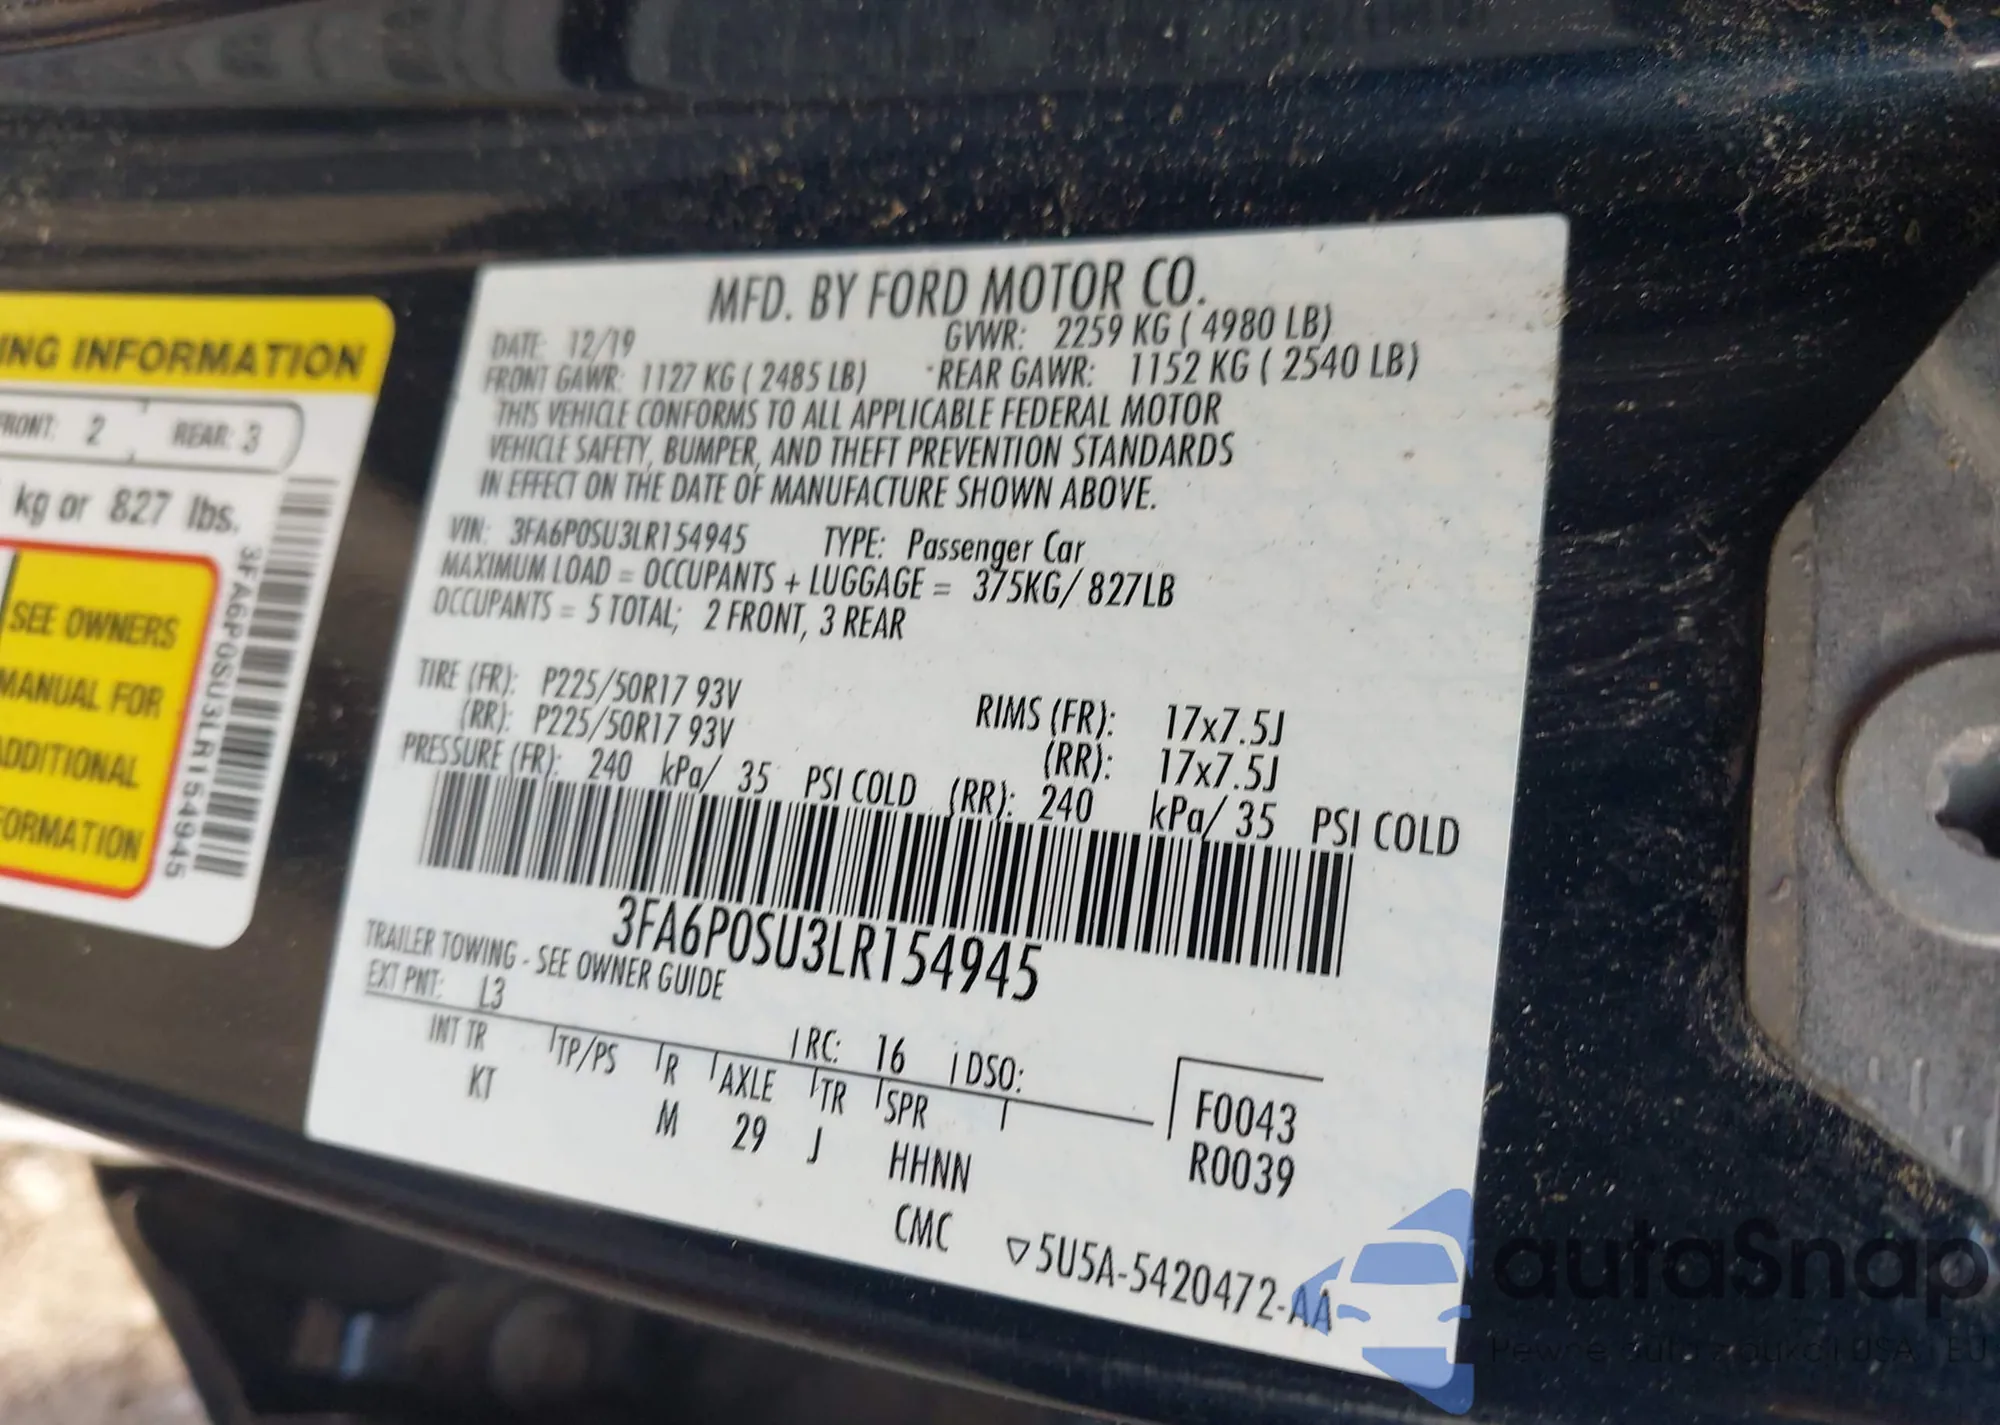 ING INFORMATION
FRONT: 2 REAR: 3
kg or 827 lbs.
SEE OWNERS
MANUAL FOR
ADDITIONAL
FORMATION
3FA6P0SU3LR154945
MFD. BY FORD MOTOR CO.
DATE: 12/19 GVWR: 2259 KG ( 4980 LB)
FRONT GAWR: 1127 KG ( 2485 LB) REAR GAWR: 1152 KG ( 2540 LB)
THIS VEHICLE CONFORMS TO ALL APPLICABLE FEDERAL MOTOR
VEHICLE SAFETY, BUMPER, AND THEFT PREVENTION STANDARDS
IN EFFECT ON THE DATE OF MANUFACTURE SHOWN ABOVE.
VIN: 3FA6P0SU3LR154945 TYPE: Passenger Car
MAXIMUM LOAD = OCCUPANTS + LUGGAGE = 375KG/ 827LB
OCCUPANTS = 5 TOTAL; 2 FRONT, 3 REAR
TIRE (FR): P225/50R17 93V RIMS (FR): 17x7.5J
(RR): P225/50R17 93V (RR): 17x7.5J
PRESSURE (FR): 240 kPa/ 35 PSI COLD (RR): 240 kPa/ 35 PSI COLD
3FA6P0SU3LR154945
TRAILER TOWING - SEE OWNER GUIDE
EXT PNT: L3 RC: 16 DSO:
INT TR TP/PS R AXLE TR SPR F0043
KT M 29 J HHNN R0039
CMC ▽5U5A-5420472-AA
autaSnap
Pewne auta z aukcji USA i EU